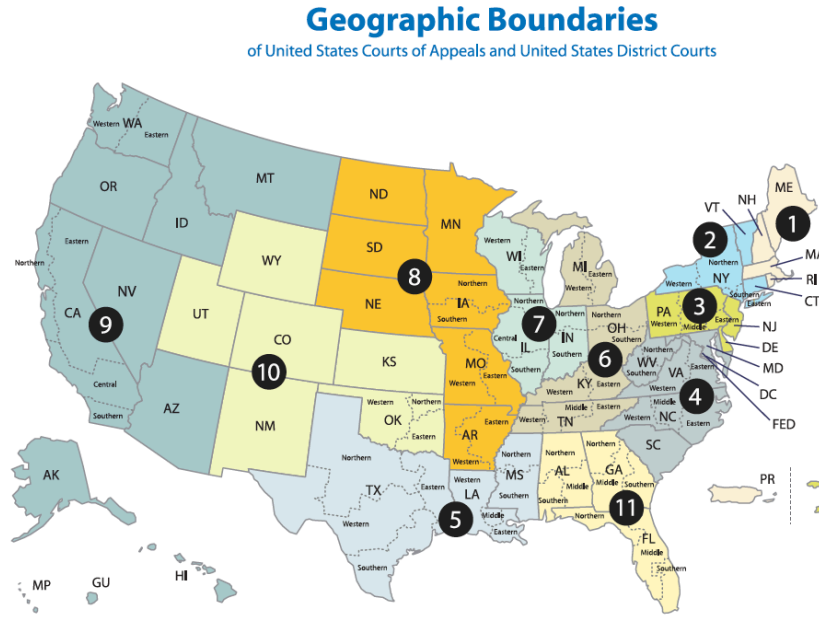 Geographic Boundaries
of United States Courts of Appeals and United States District Courts
Western WA
Eastern
OR
ID
MT
ND
MN
SD
8
NE
Northern
IA
Southern
WY
Northern
Eastern
NV
CA
9
Central
Southern
UT
CO
10
KS
AZ
NM
Western
Northern
OK
Eastern
MO
Western
Eastern
AR
Eastern
Western
Western
WI
Eastern
MI
Western
Eastern
Northern
7
Central
IL
Southern
Northern
IN
Southern
Northern
OH
Southern
6
KY
Western
Eastern
Western
Middle
Eastern
TN
VT
NH
ME
1
2
Northern
Western
NY
Southern
Eastern
MA
RI
CT
PA
3
Western
Middle
Eastern
NJ
DE
MD
DC
FED
Northern
WV
Southern
VA
Eastern
Western
4
Middle
Western
NC
Eastern
SC
Northern
TX
Eastern
Western
Southern
Western
LA
Middle
Eastern
5
Northern
MS
Southern
Northern
AL
Middle
Southern
Northern
GA
Middle
Southern
11
Northern
FL
Middle
Southern
AK
MP
GU
HI
PR